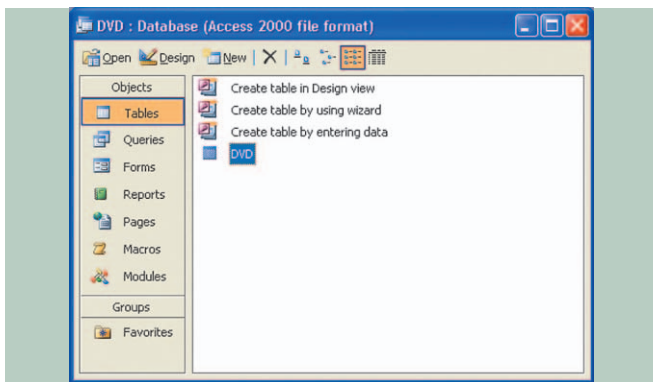 DVD : Database (Access 2000 file format)
Open Design New
Objects
Tables
Queries
Forms
Reports
Pages
Macros
Modules
Groups
Favorites
Create table in Design view
Create table by using wizard
Create table by entering data
DVD